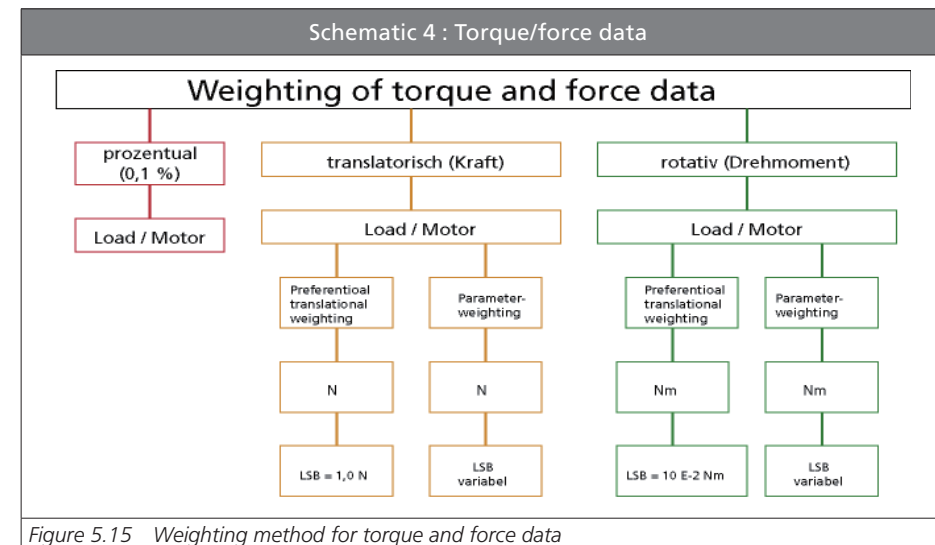 Schematic 4 : Torque/force data
Weighting of torque and force data
prozentual
(0,1 %)
translatorisch (Kraft)
rotativ (Drehmoment)
Load / Motor
Load / Motor
Load / Motor
Preferentioal
translational
weighting
Parameter-
weighting
Preferentioal
translational
weighting
Parameter-
weighting
N
N
Nm
Nm
LSB = 1,0 N
LSB
variabel
LSB = 10 E-2 Nm
LSB
variabel
Figure 5.15 Weighting method for torque and force data